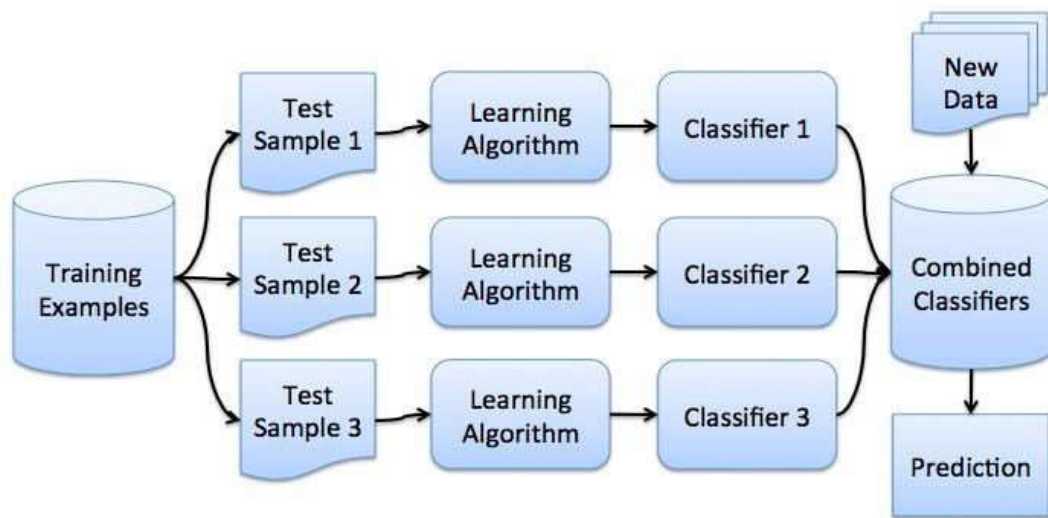 Training
Examples
Test
Sample 1
Learning
Algorithm
Classifier 1
Test
Sample 2
Learning
Algorithm
Classifier 2
Test
Sample 3
Learning
Algorithm
Classifier 3
New
Data
Combined
Classifiers
Prediction